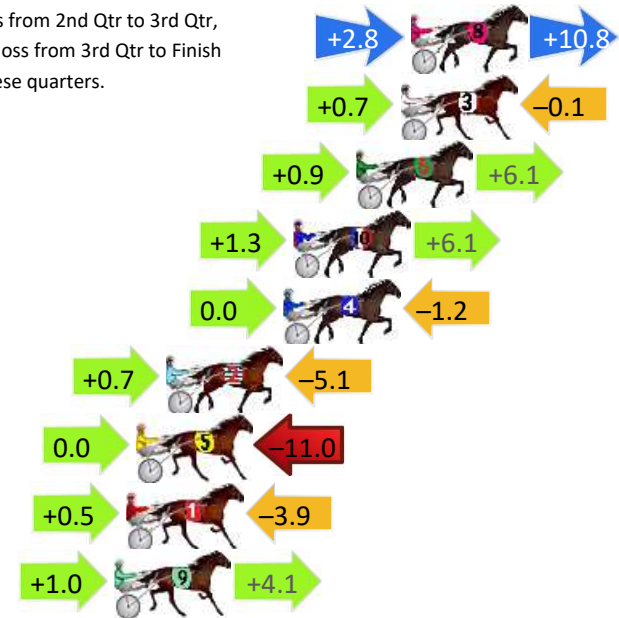 s from 2nd Qtr to 3rd Qtr,
oss from 3rd Qtr to Finish
ese quarters.
+2.8 8 +10.8
+0.7 3 –0.1
+0.9 +6.1
+1.3 10 +6.1
0.0 4 –1.2
+0.7 –5.1
0.0 5 –11.0
+0.5 1 –3.9
+1.0 9 +4.1